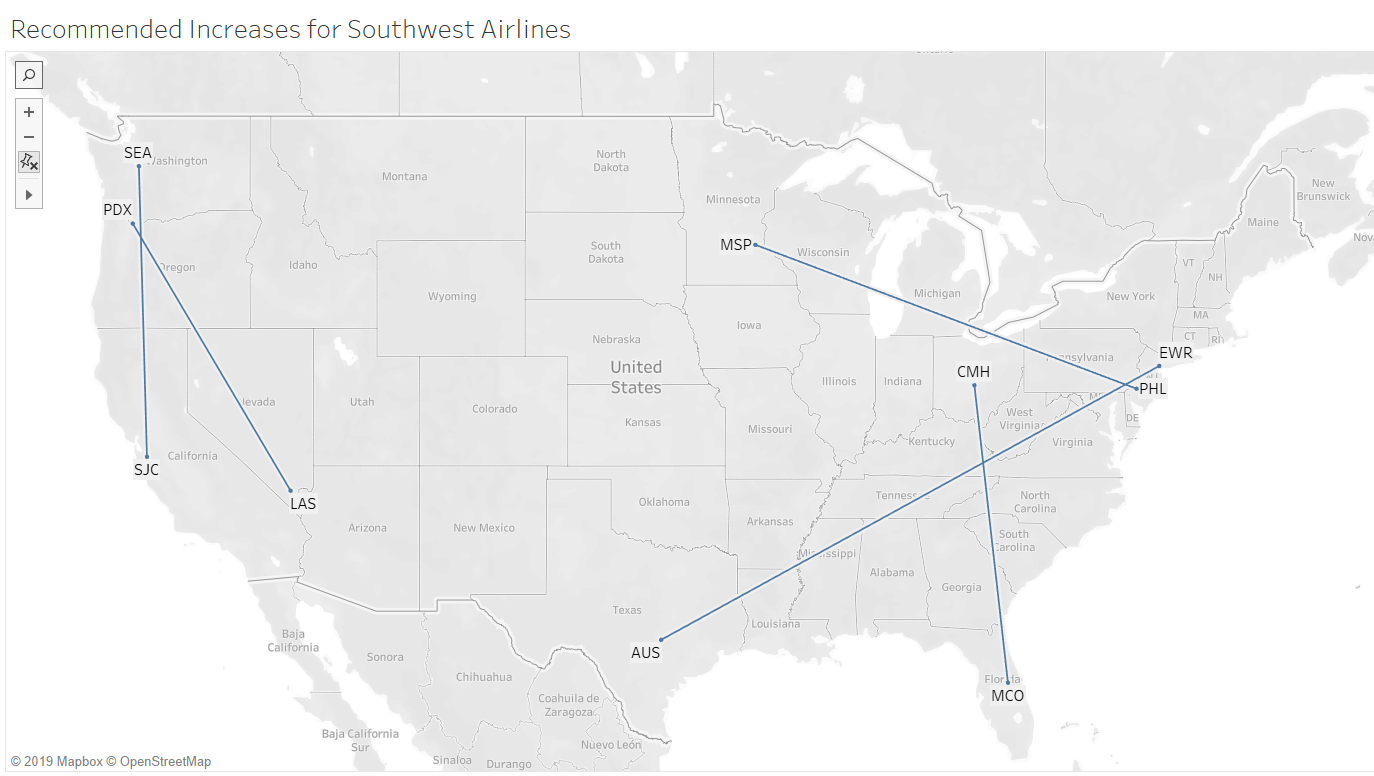 Recommended Increases for Southwest Airlines
SEA
Washington
North
Dakota
Montana
Minnesota
New
Brunswick
Maine
PDX
MSP
Wisconsin
South
Dakota
Oregon
Idaho
VT
NH
Wyoming
Michigan
New York
MA
Iowa
CT
Nebraska
EWR
United
States
CMH
PHL
Illinois
Indiana
Nevada
Utah
Colorado
Kansas
West
Virginia
DE
Missouri
Kentucky
Virginia
California
SJC
LAS
Oklahoma
North
Carolina
Arizona
New Mexico
Arkansas
South
Carolina
Mississippi
Alabama
Georgia
Texas
Louisiana
Baja
California
AUS
Sonora
Chihuahua
Florida
MCO
Coahuila de
Zaragoza
Baja California
Sur
Nuevo León
Sinaloa
Durango
© 2019 Mapbox © OpenStreetMap